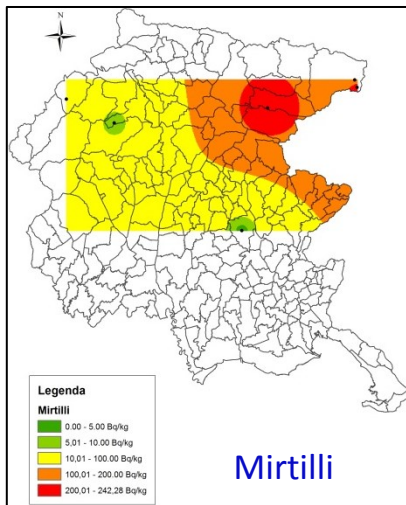 N
Legenda
Mirtilli
0.00 - 5.00 Bq/kg
5,01 - 10.00 Bq/kg
10,01 - 100.00 Bq/kg
100,01 - 200.00 Bq/kg
200,01 - 242,28 Bq/kg
Mirtilli